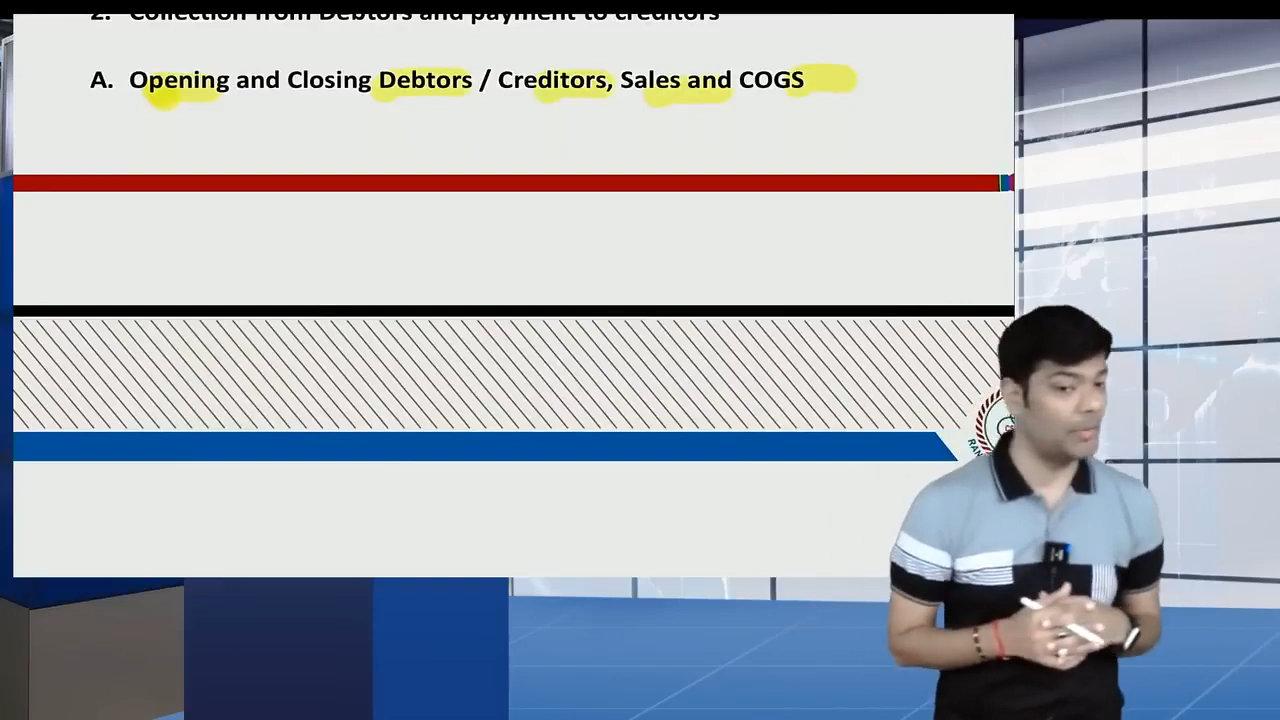 2. Collection from Debtors and payment to creditors
A. Opening and Closing Debtors / Creditors, Sales and COGS